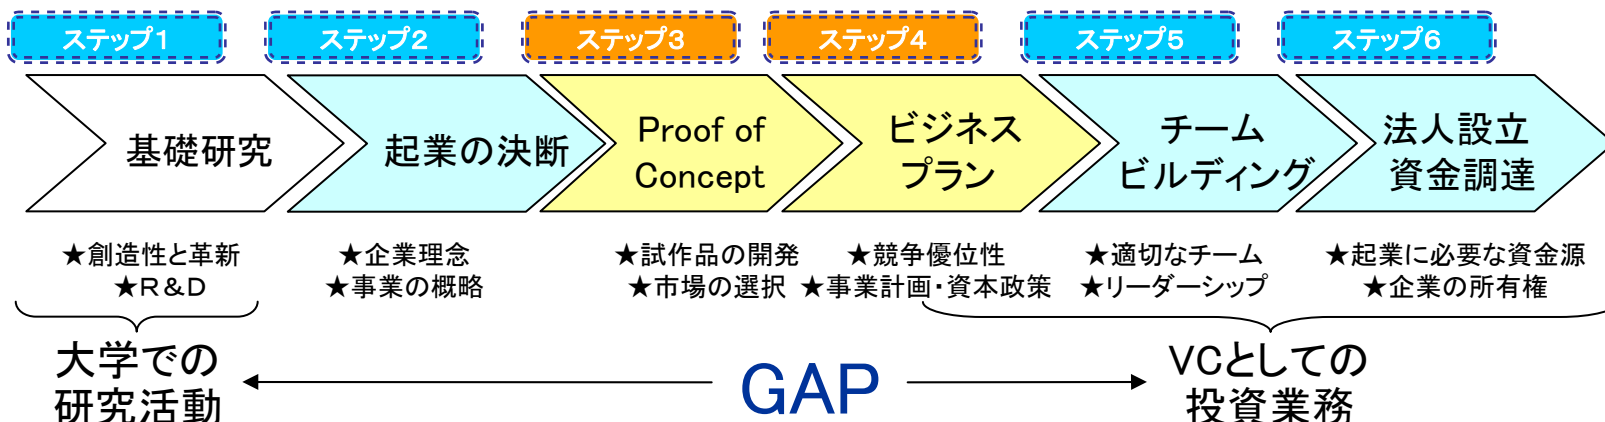 ステップ1
ステップ2
ステップ3
ステップ4
ステップ5
ステップ6
基礎研究
起業の決断
Proof of
Concept
ビジネス
プラン
チーム
ビルディング
法人設立
資金調達
★創造性と革新
★R&D
★企業理念
★事業の概略
★試作品の開発
★市場の選択
★競争優位性
★事業計画・資本政策
★適切なチーム
★リーダーシップ
★起業に必要な資金源
★企業の所有権
大学での
研究活動
GAP
VCとしての
投資業務